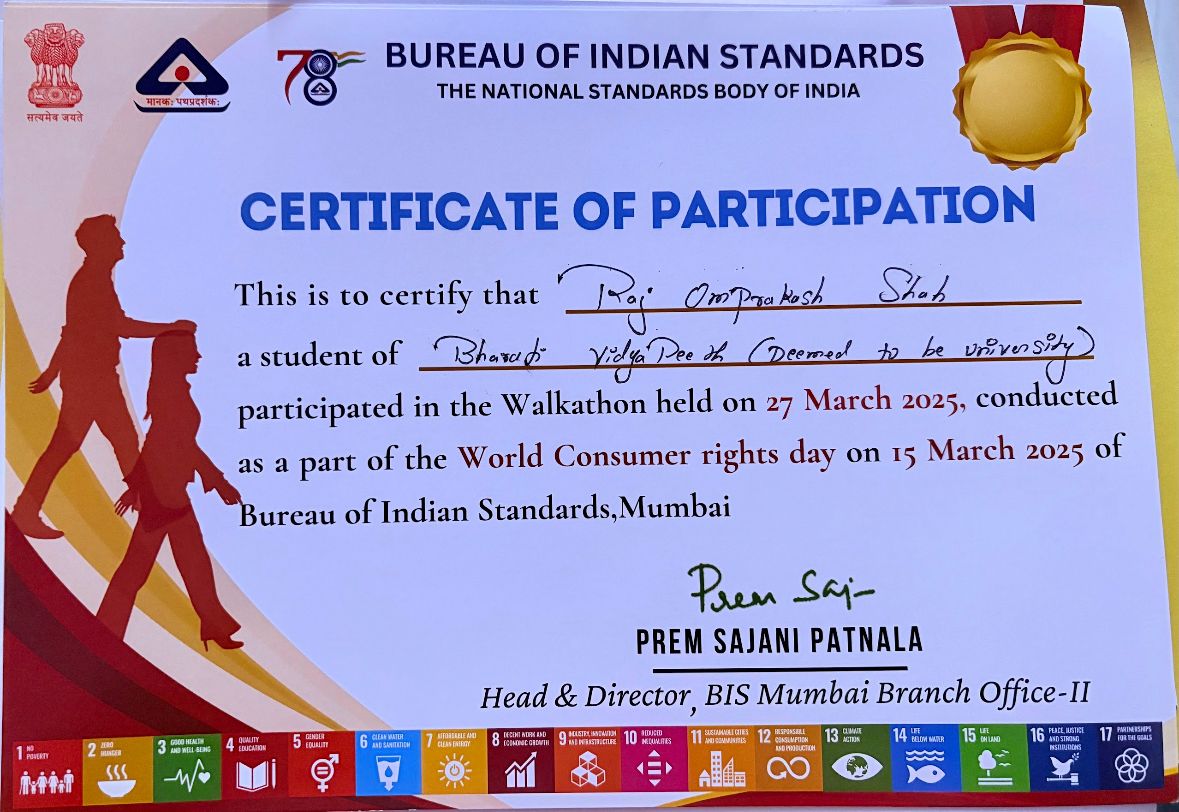 सत्यमेव जयते
मानकः पथप्रदर्शकः
78
BUREAU OF INDIAN STANDARDS
THE NATIONAL STANDARDS BODY OF INDIA
CERTIFICATE OF PARTICIPATION
This is to certify that Raj Omprakash Shah
a student of Bharati Vidya Peeth (Deemed to be university)
participated in the Walkathon held on 27 March 2025, conducted
as a part of the World Consumer rights day on 15 March 2025 of
Bureau of Indian Standards,Mumbai
Prem Saj
PREM SAJANI PATNALA
Head & Director, BIS Mumbai Branch Office-II
1 NO POVERTY
2 ZERO HUNGER
3 GOOD HEALTH AND WELL-BEING
4 QUALITY EDUCATION
5 GENDER EQUALITY
6 CLEAN WATER AND SANITATION
7 AFFORDABLE AND CLEAN ENERGY
8 DECENT WORK AND ECONOMIC GROWTH
9 INDUSTRY, INNOVATION AND INFRASTRUCTURE
10 REDUCED INEQUALITIES
11 SUSTAINABLE CITIES AND COMMUNITIES
12 RESPONSIBLE CONSUMPTION AND PRODUCTION
13 CLIMATE ACTION
14 LIFE BELOW WATER
15 LIFE ON LAND
16 PEACE, JUSTICE AND STRONG INSTITUTIONS
17 PARTNERSHIPS FOR THE GOALS